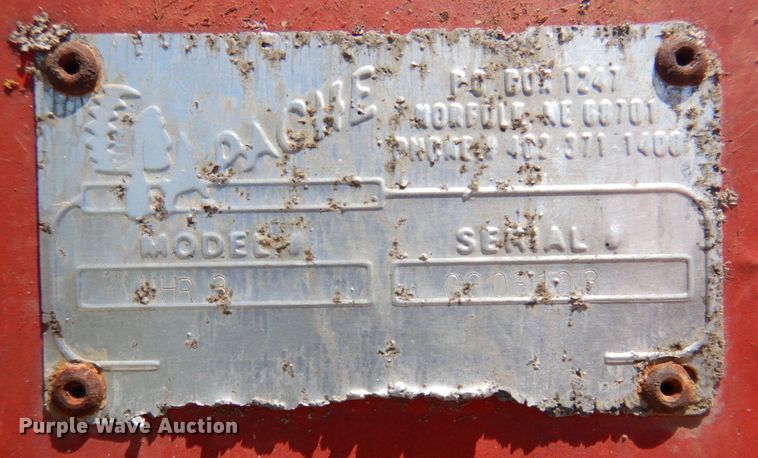 APACHE
P.O. BOX 1247
NORFOLK, NE 68701
PHONE # 402-371-1400
MODEL #
SERIAL #
Purple Wave Auction